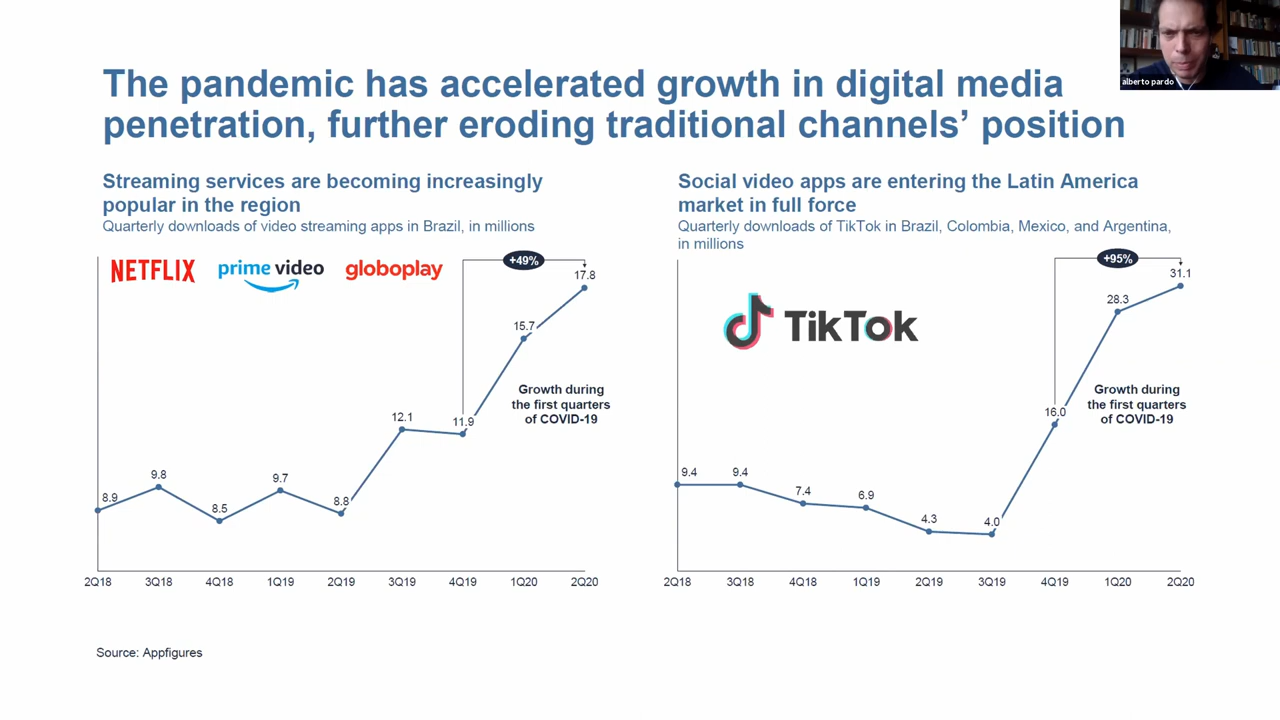 alberto pardo
The pandemic has accelerated growth in digital media
penetration, further eroding traditional channels’ position
Streaming services are becoming increasingly
popular in the region
Quarterly downloads of video streaming apps in Brazil, in millions
NETFLIX prime video globoplay
+49%
17.8
15.7
Growth during
the first quarters
of COVID-19
12.1
11.9
9.8
9.7
8.9
8.5
8.8
2Q18 3Q18 4Q18 1Q19 2Q19 3Q19 4Q19 1Q20 2Q20
Social video apps are entering the Latin America
market in full force
Quarterly downloads of TikTok in Brazil, Colombia, Mexico, and Argentina,
in millions
+95%
31.1
28.3
TikTok
Growth during
the first quarters
of COVID-19
16.0
9.4
9.4
7.4
6.9
4.3
4.0
2Q18 3Q18 4Q18 1Q19 2Q19 3Q19 4Q19 1Q20 2Q20
Source: Appfigures